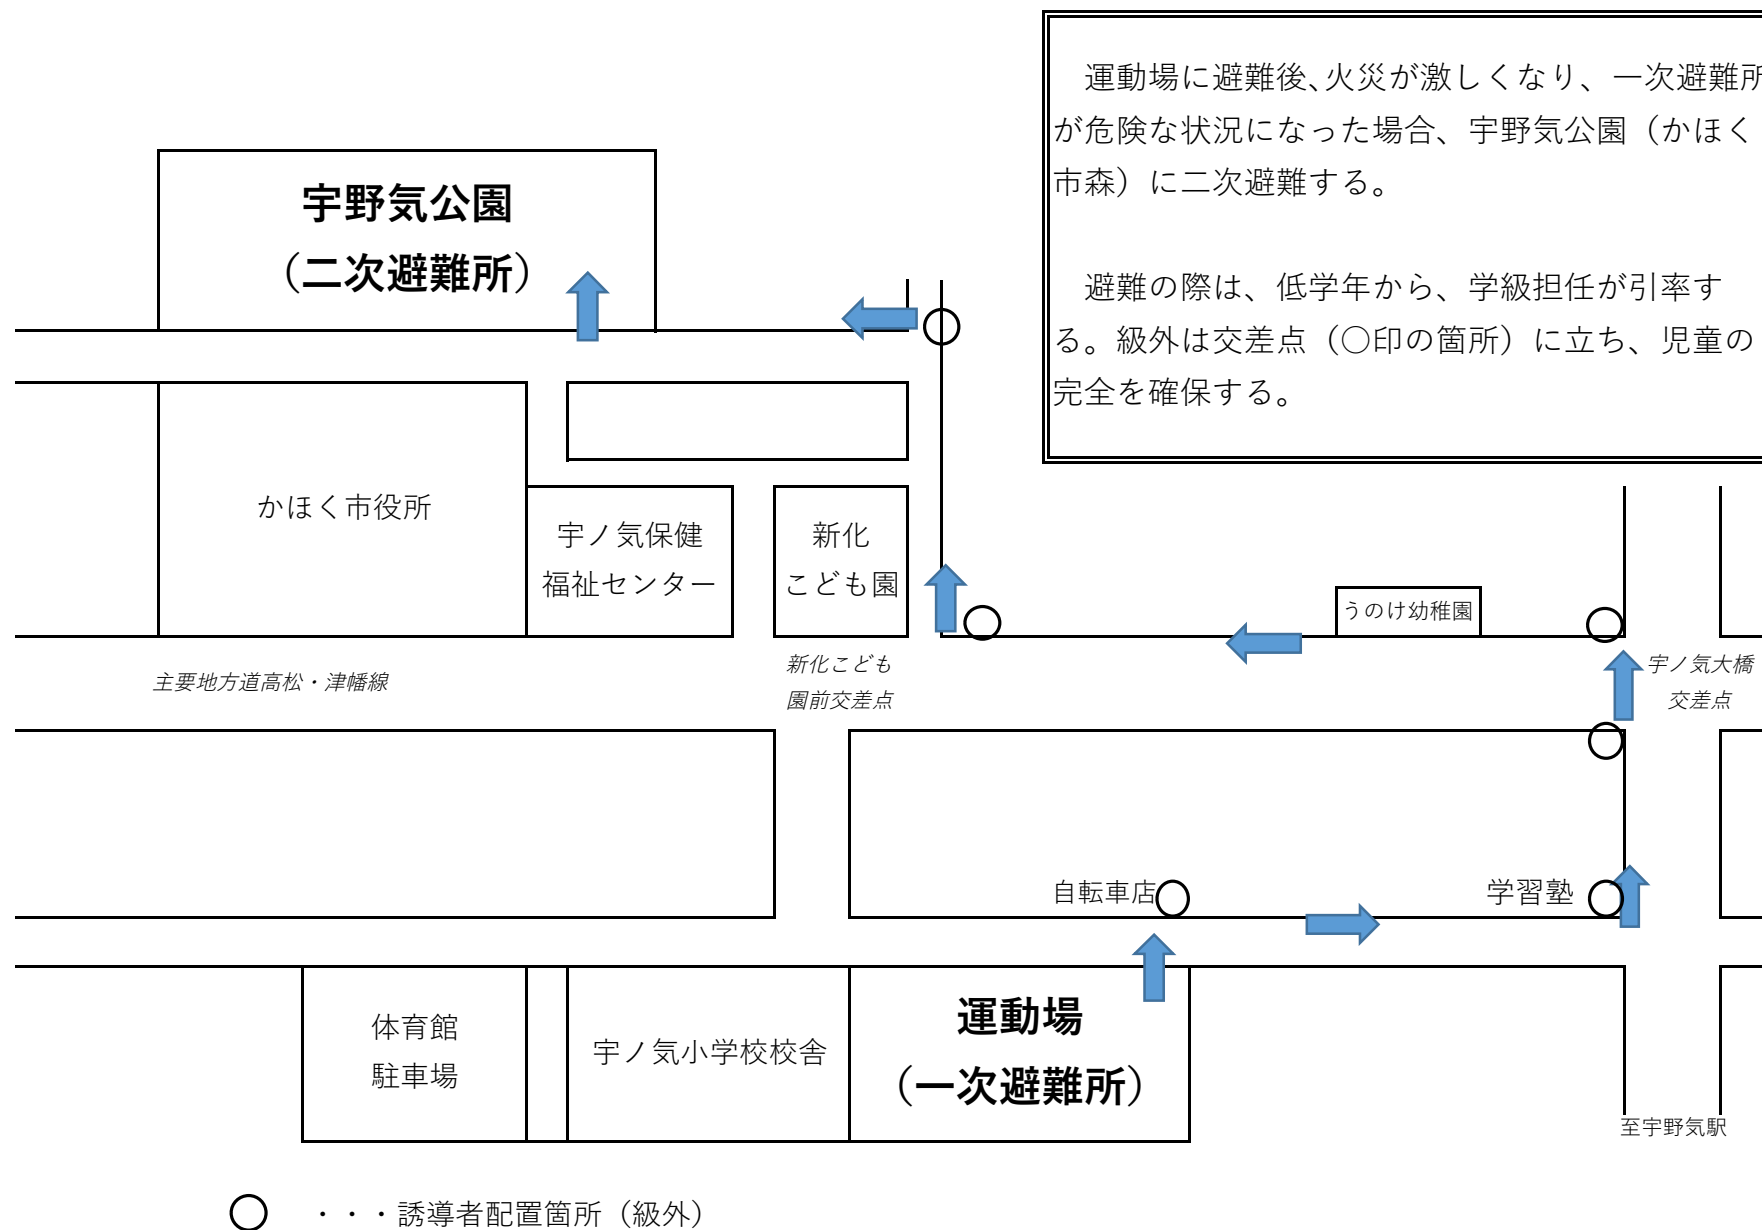 運動場に避難後、火災が激しくなり、一次避難所
が危険な状況になった場合、宇野気公園（かほく
市森）に二次避難する。
避難の際は、低学年から、学級担任が引率す
る。級外は交差点（○印の箇所）に立ち、児童の
完全を確保する。
宇野気公園
（二次避難所）
かほく市役所
宇ノ気保健
福祉センター
新化
こども園
うのけ幼稚園
主要地方道高松・津幡線
新化こども
園前交差点
宇ノ気大橋
交差点
自転車店
学習塾
体育館
駐車場
宇ノ気小学校校舎
運動場
（一次避難所）
至宇野気駅
○ ・・・誘導者配置箇所（級外）